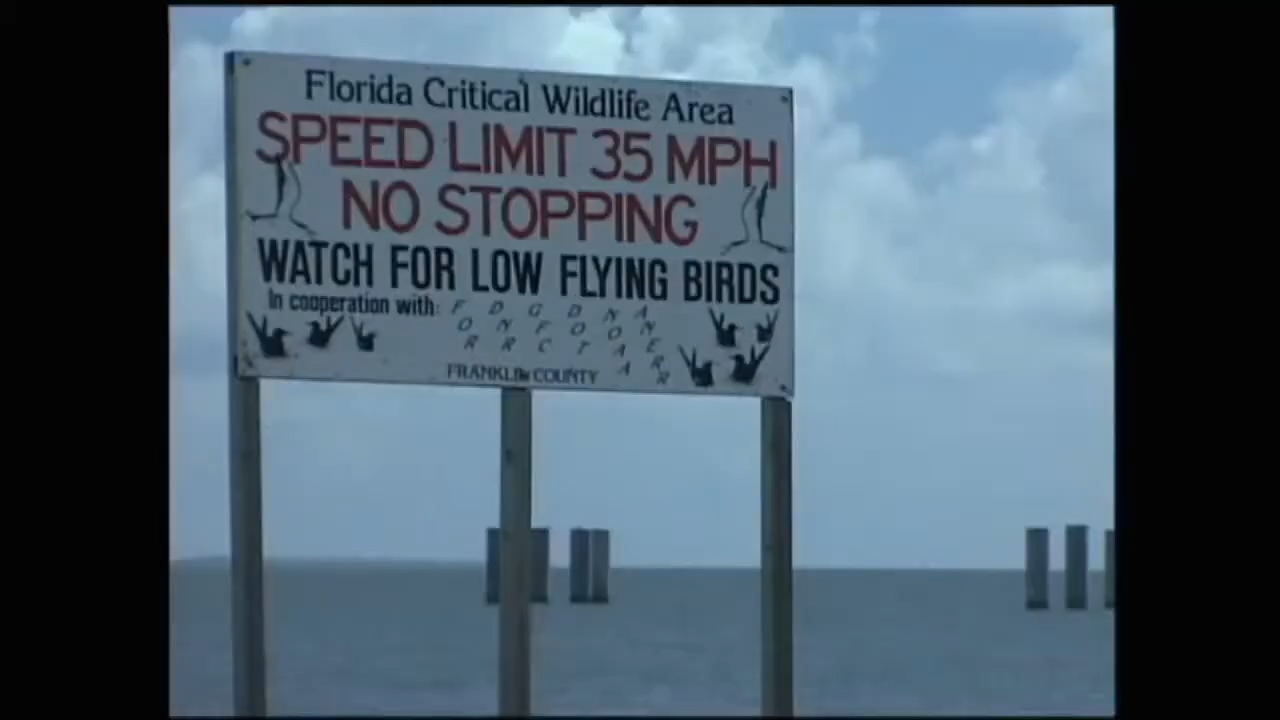 Florida Critical Wildlife Area
SPEED LIMIT 35 MPH
NO STOPPING
WATCH FOR LOW FLYING BIRDS
In cooperation with:
FRANKLIN COUNTY